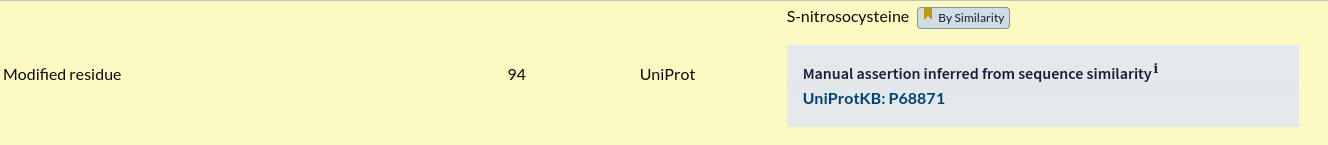 S-nitrosocysteine By Similarity
Modified residue 94 UniProt
Manual assertion inferred from sequence similarity i
UniProtKB: P68871